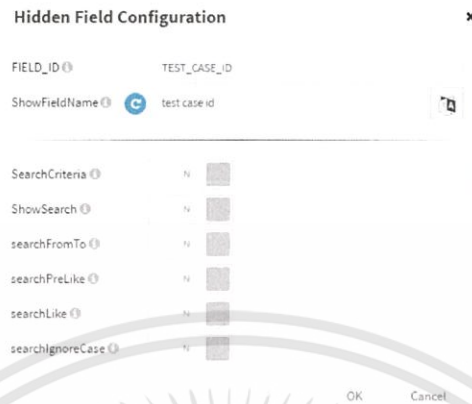 Hidden Field Configuration
FIELD_ID TEST_CASE_ID
ShowFieldName test case id
SearchCriteria N
ShowSearch N
searchFromTo N
searchPreLike N
searchLike N
searchIgnoreCase N
OK Cancel